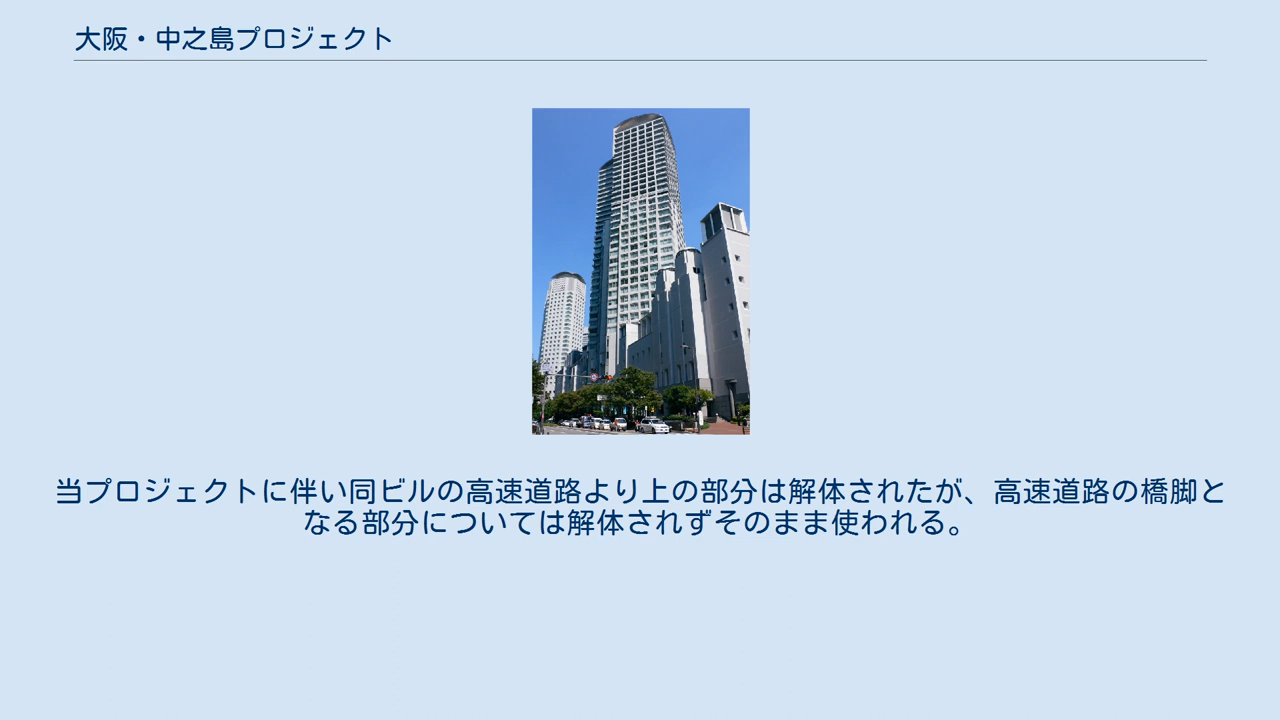 大阪・中之島プロジェクト
当プロジェクトに伴い同ビルの高速道路より上の部分は解体されたが、高速道路の橋脚と
なる部分については解体されずそのまま使われる。